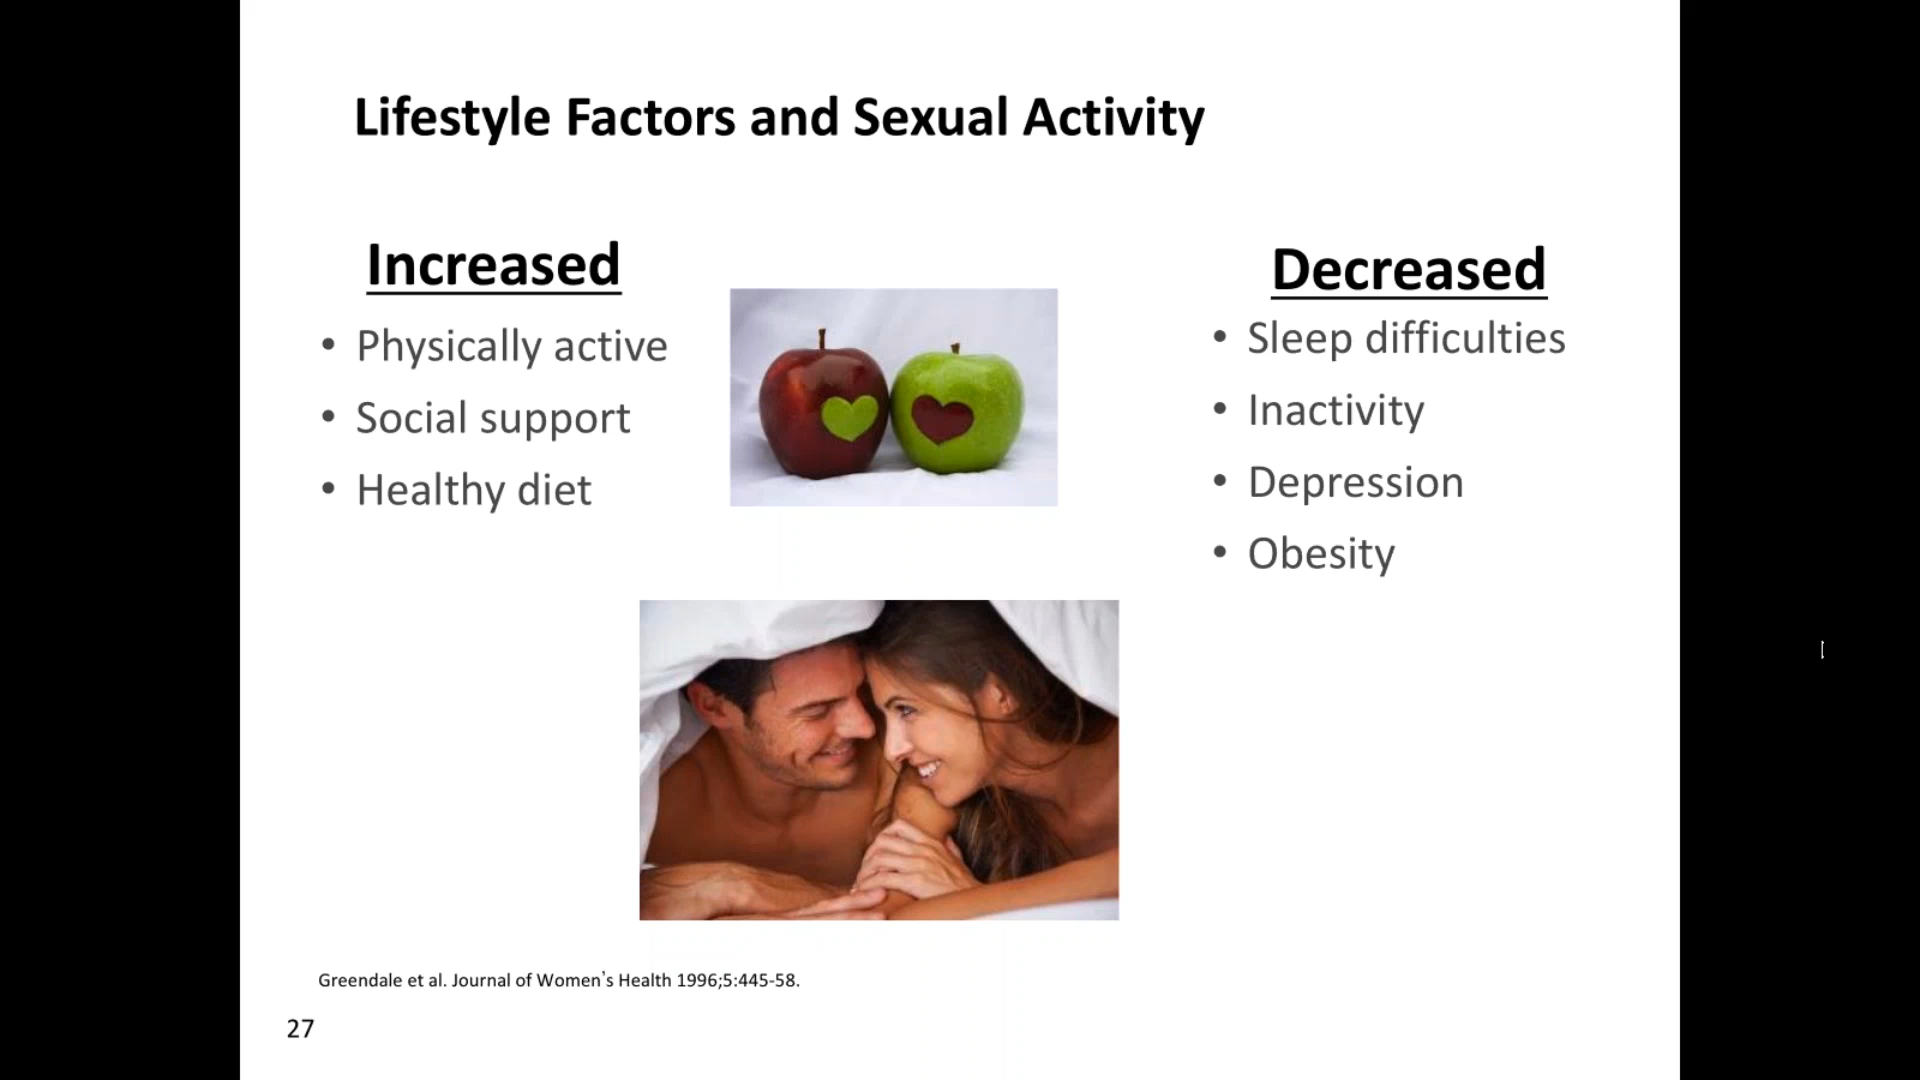 Lifestyle Factors and Sexual Activity
Increased
• Physically active
• Social support
• Healthy diet
Decreased
• Sleep difficulties
• Inactivity
• Depression
• Obesity
Greendale et al. Journal of Women’s Health 1996;5:445-58.
27